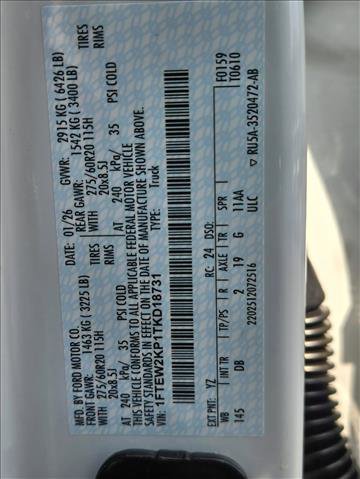 MFD. BY FORD MOTOR CO. 01/26 GVWR: 2915 KG ( 6426 LB)
FRONT GAWR: 1463 KG ( 3225 LB) REAR GAWR: 1542 KG ( 3400 LB)
WITH 275/60R20 115H TIRES WITH 275/60R20 115H TIRES
20x8.5J RIMS 20x8.5J RIMS
AT 240 kPa/ 35 PSI COLD AT 240 kPa/ 35 PSI COLD
THIS VEHICLE CONFORMS TO ALL APPLICABLE FEDERAL MOTOR VEHICLE
SAFETY STANDARDS IN EFFECT ON THE DATE OF MANUFACTURE SHOWN ABOVE.
VIN: 1FTEW2KP1TKD18731 TYPE: Truck
F0159
T0610
EXT PNT: YZ RC: 24 DSO:
WB INT TR TP/PS R AXLE TR SPR
145 DB 2 19 G 11AA
2202512072516 ULC ▽ RU5A-3520472-AB